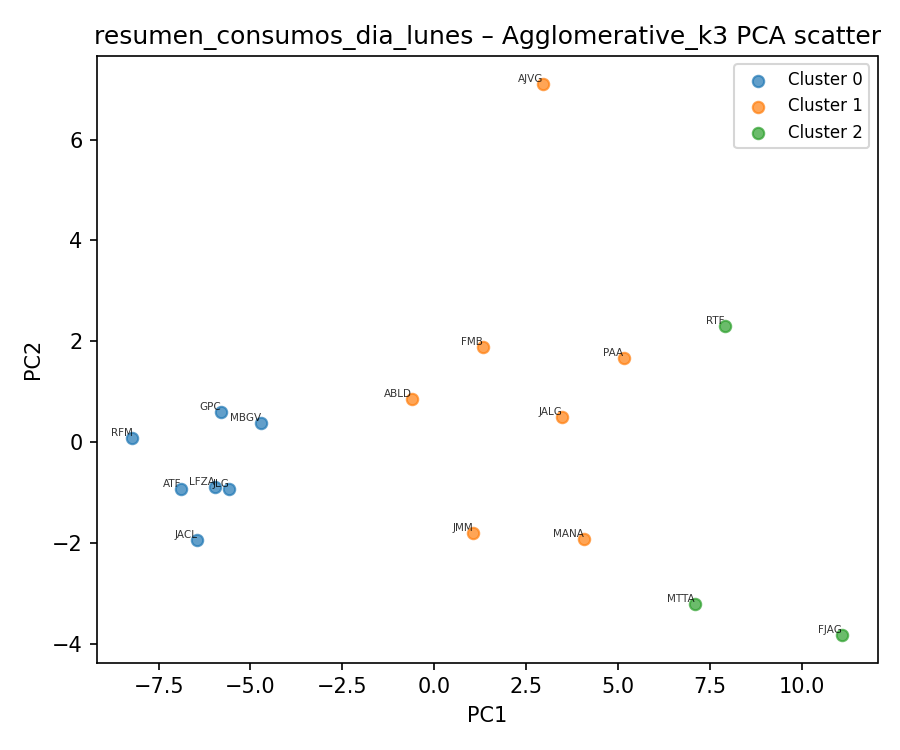 resumen_consumos_dia_lunes – Agglomerative_k3 PCA scatter
Cluster 0
Cluster 1
Cluster 2
AJVG
RTF
FMB
PAA
ABLD
JALG
GPC
MBGV
RFM
ATF
LFZA
JLG
JACL
JMM
MANA
MTTA
FJAG
6
4
2
0
−2
−4
PC2
−7.5
−5.0
−2.5
0.0
2.5
5.0
7.5
10.0
PC1